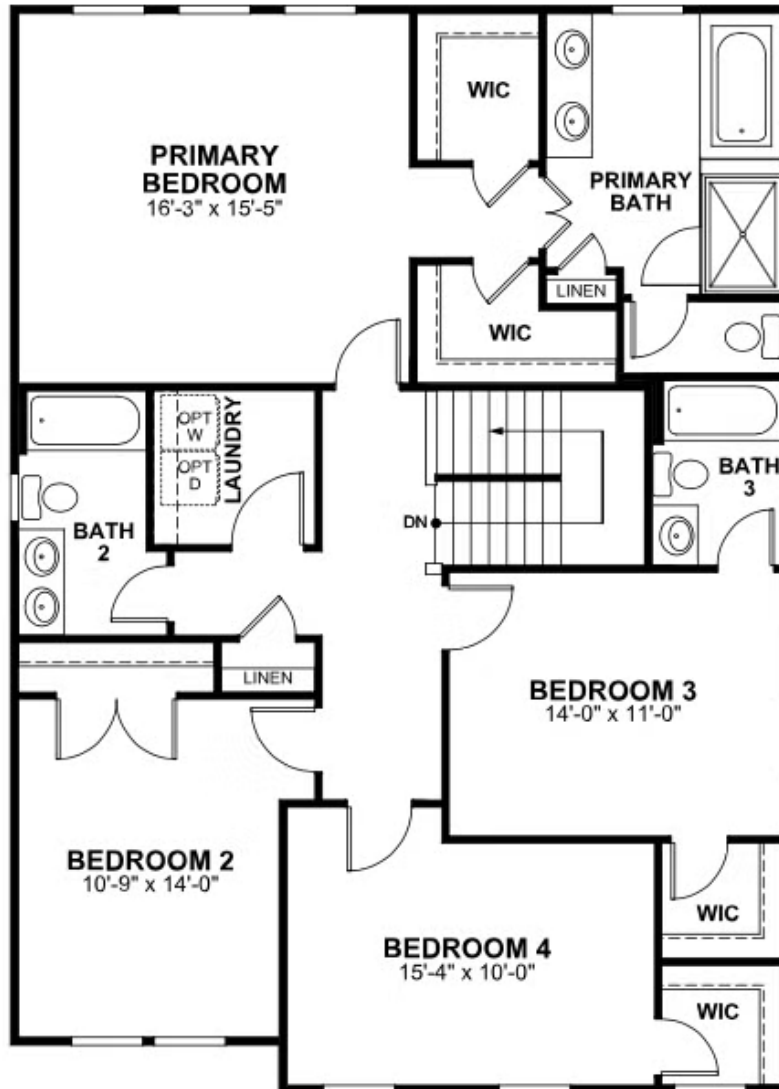 WIC
PRIMARY
BEDROOM
16'-3" x 15'-5"
PRIMARY
BATH
LINEN
WIC
OPT
W
OPT
D
LAUNDRY
BATH
2
DN
BATH
3
LINEN
BEDROOM 3
14'-0" x 11'-0"
BEDROOM 2
10'-9" x 14'-0"
WIC
BEDROOM 4
15'-4" x 10'-0"
WIC